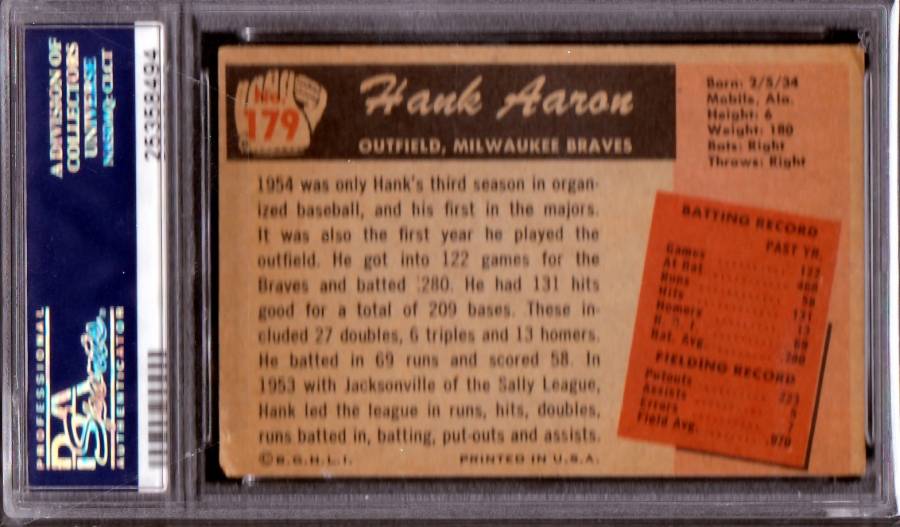 A DIVISION OF
COLLECTORS
UNIVERSE
NASDAQ: CLCT
PROFESSIONAL
PSA
AUTHENTICATOR
25358494
No.
179
Hank Aaron
OUTFIELD, MILWAUKEE BRAVES
Born: 2/5/34
Mobile, Ala.
Height: 6
Weight: 180
Bats: Right
Throws: Right
1954 was only Hank's third season in organ-
ized baseball, and his first in the majors.
It was also the first year he played the
outfield. He got into 122 games for the
Braves and batted .280. He had 131 hits
good for a total of 209 bases. These in-
cluded 27 doubles, 6 triples and 13 homers.
He batted in 69 runs and scored 58. In
1953 with Jacksonville of the Sally League,
Hank led the league in runs, hits, doubles,
runs batted in, batting, put-outs and assists.
©B.G.H.L.I. PRINTED IN U.S.A.
BATTING RECORD
PAST YR.
Games 122
At Bat 468
Runs 58
Hits 131
Homers 13
R. B. I. 69
Bat. Avg. .280
FIELDING RECORD
Putouts 223
Assists
Errors
Field Avg. .970